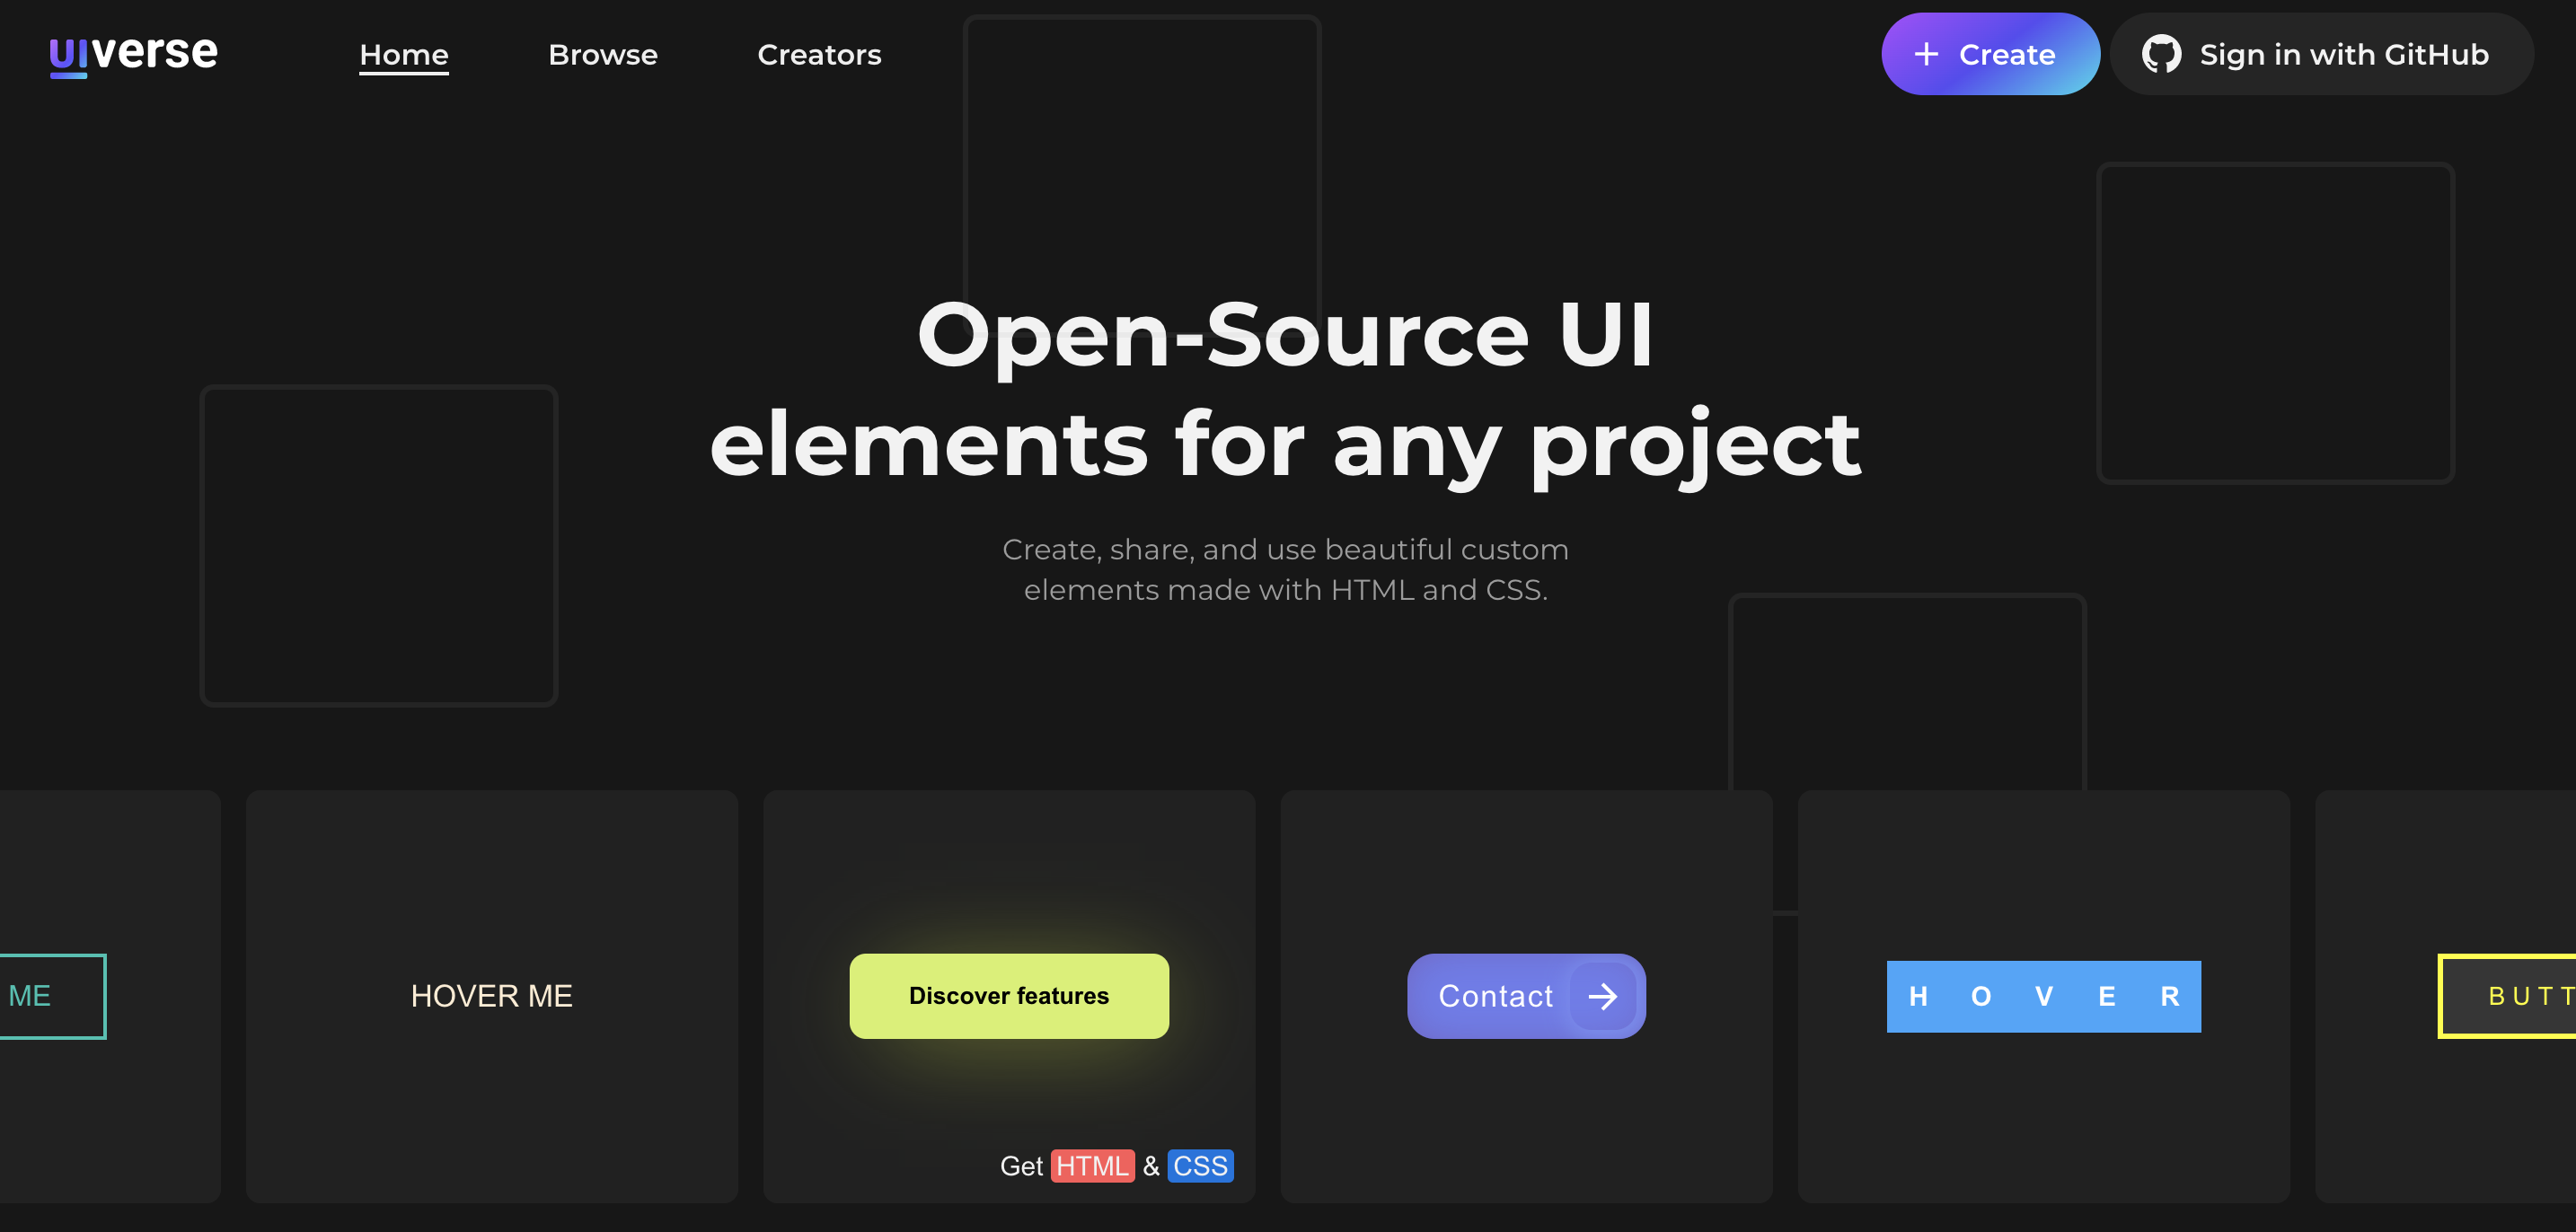 uiverse
Home Browse Creators
+ Create
Sign in with GitHub
Open-Source UI
elements for any project
Create, share, and use beautiful custom
elements made with HTML and CSS.
ME
HOVER ME
Discover features
Get HTML & CSS
Contact
H O V E R
BUTT